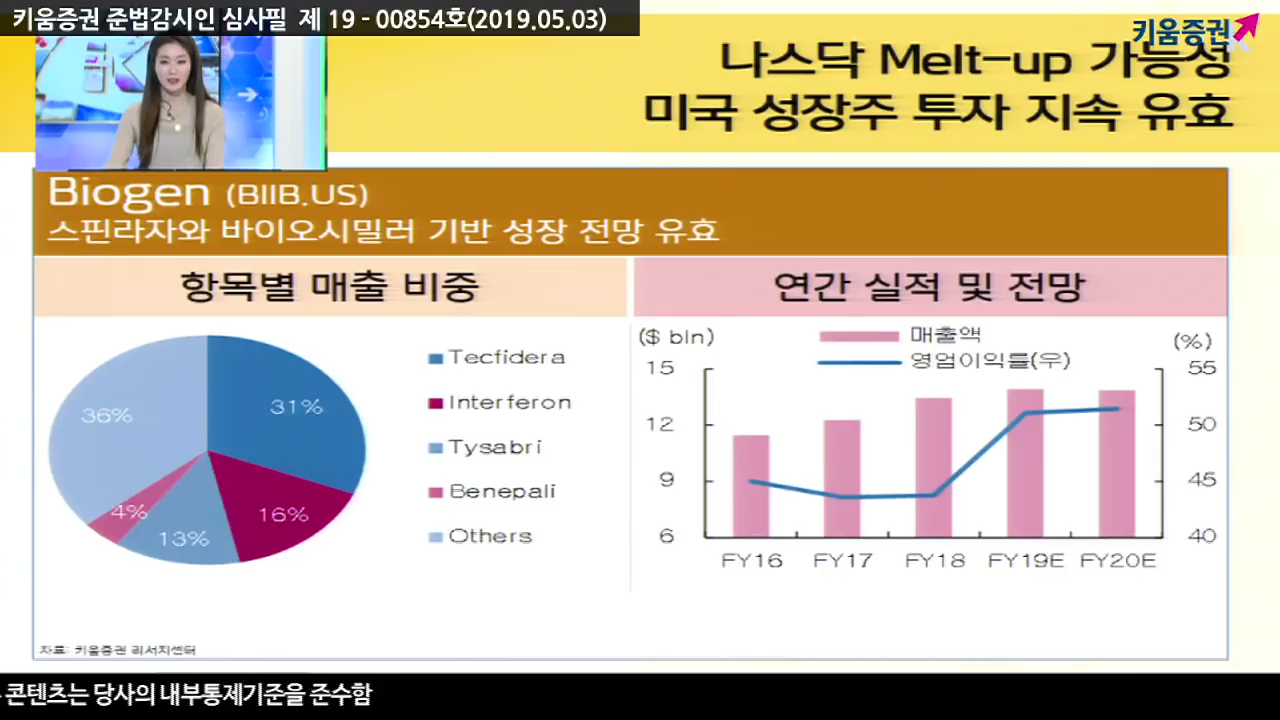 키움증권 준법감시인 심사필 제 19 - 00854호(2019.05.03)
키움증권
나스닥 Melt-up 가능성
미국 성장주 투자 지속 유효
Biogen (BIIB.US)
스핀라자와 바이오시밀러 기반 성장 전망 유효
항목별 매출 비중
36%
31%
4%
13%
16%
Tecfidera
Interferon
Tysabri
Benepali
Others
연간 실적 및 전망
($ bln)
매출액
영업이익률(우)
(%)
15
12
9
6
55
50
45
40
FY16 FY17 FY18 FY19E FY20E
자료: 키움증권 리서치센터
콘텐츠는 당사의 내부통제기준을 준수함